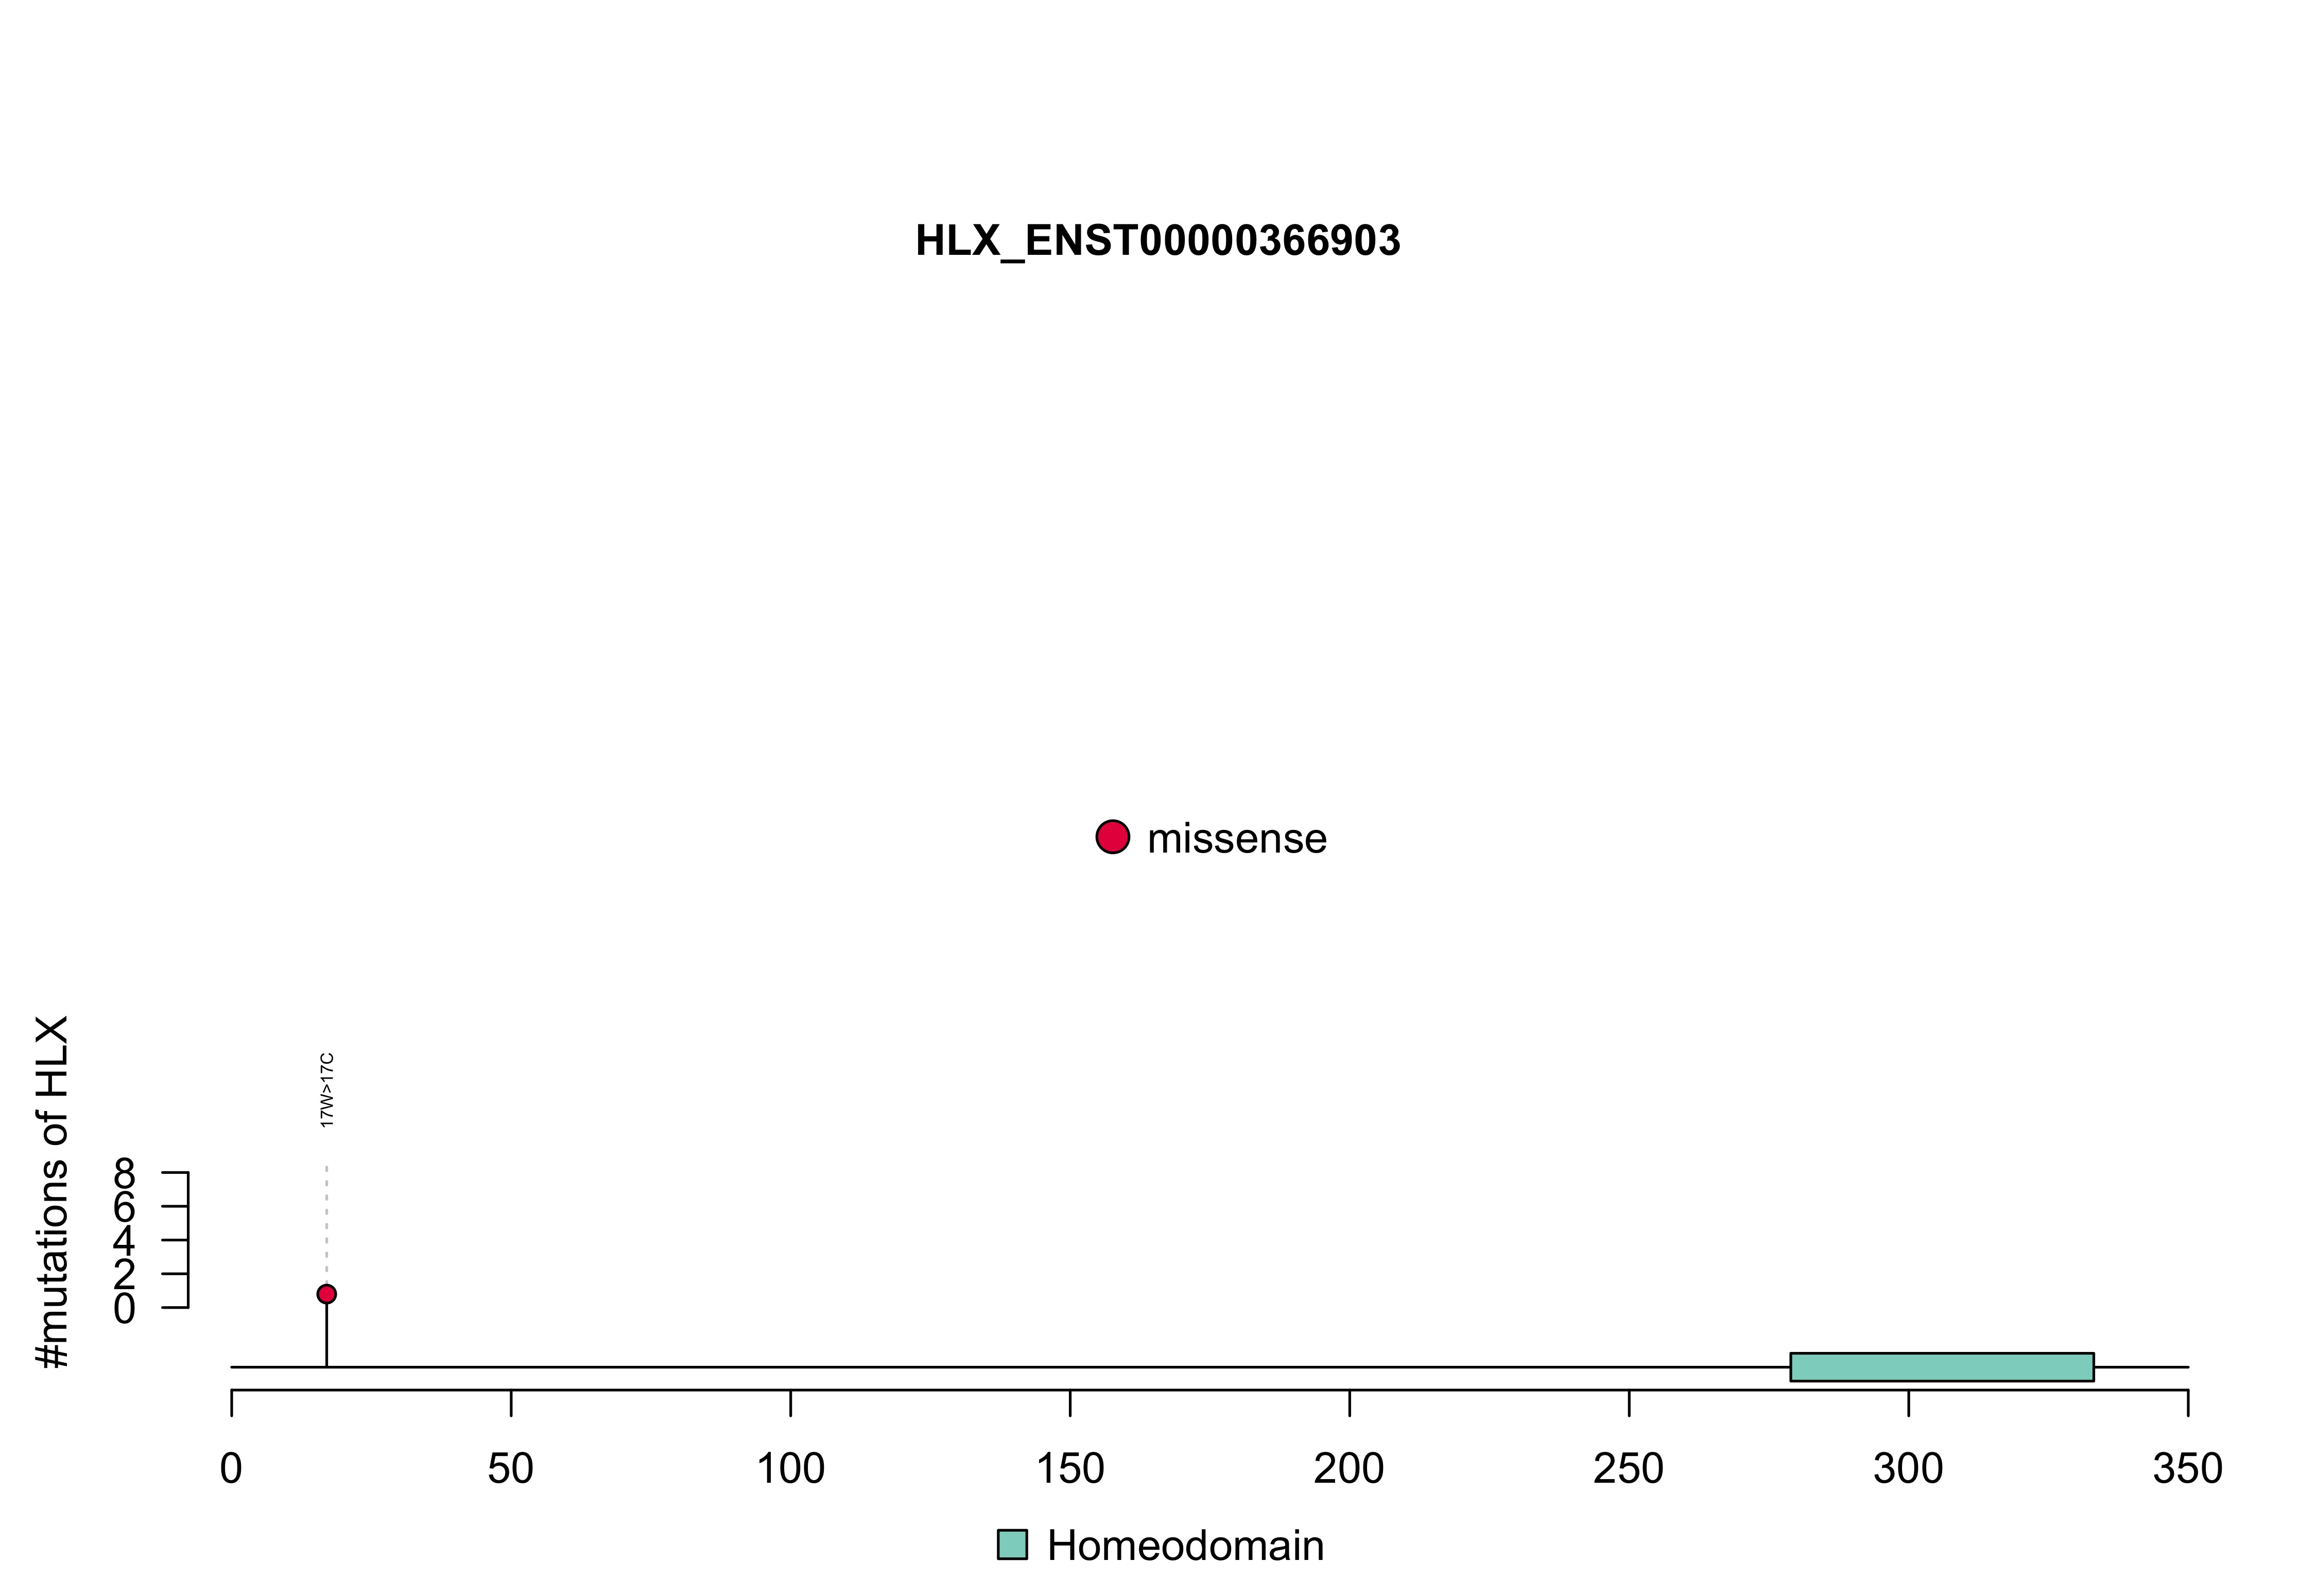 HLX_ENST00000366903
missense
#mutations of HLX
17W>17C
8
6
4
2
0
0 50 100 150 200 250 300 350
Homeodomain